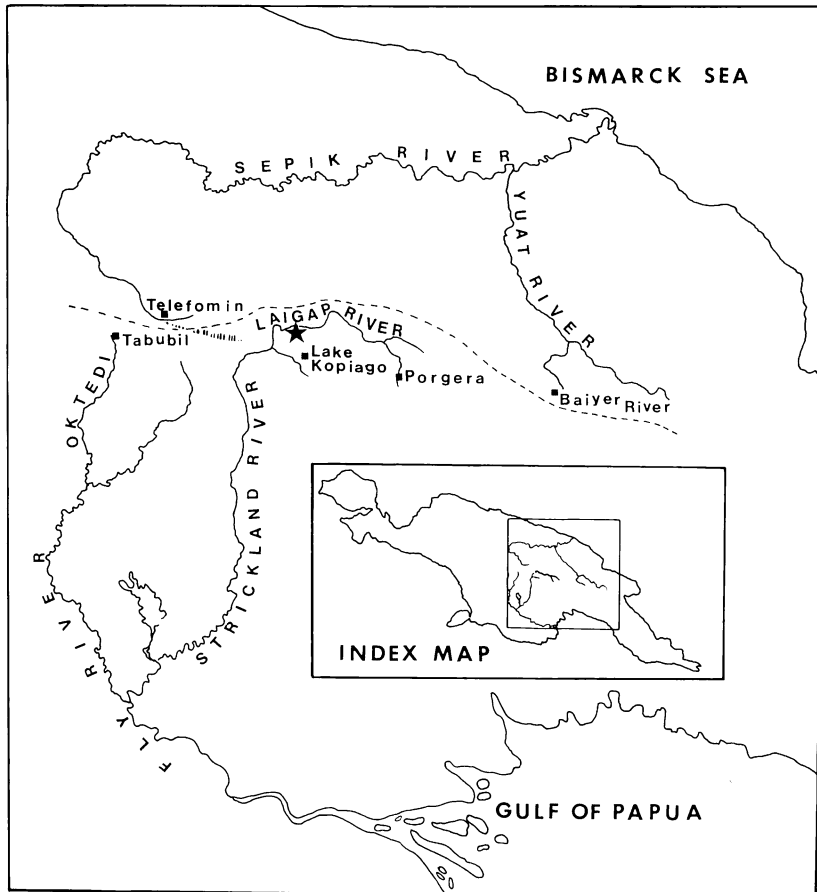 BISMARCK SEA
SEPIK RIVER
YUAT RIVER
Telefomin
LAIGAP RIVER
Tabubil
Lake
Kopiago
Porgera
Baiyer River
OK TEDI
STRICKLAND RIVER
FLY RIVER
INDEX MAP
GULF OF PAPUA